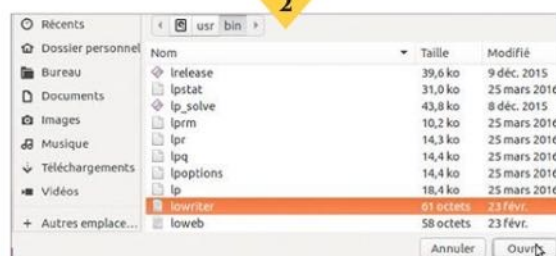 2
Récents
usr bin
Dossier personnel
Nom Taille Modifié
Bureau
lrelease 39,6 ko 9 déc. 2015
Documents
lpstat 31,0 ko 25 mars 2016
lp_solve 43,8 ko 8 déc. 2015
Images
lprm 10,2 ko 25 mars 2016
Musique
lpr 14,3 ko 25 mars 2016
lpq 14,4 ko 25 mars 2016
Téléchargements
lpoptions 14,4 ko 25 mars 2016
Vidéos
lp 18,4 ko 25 mars 2016
lowriter 61 octets 23 févr.
+ Autres emplace... loweb 58 octets 23 févr.
Annuler Ouvrir